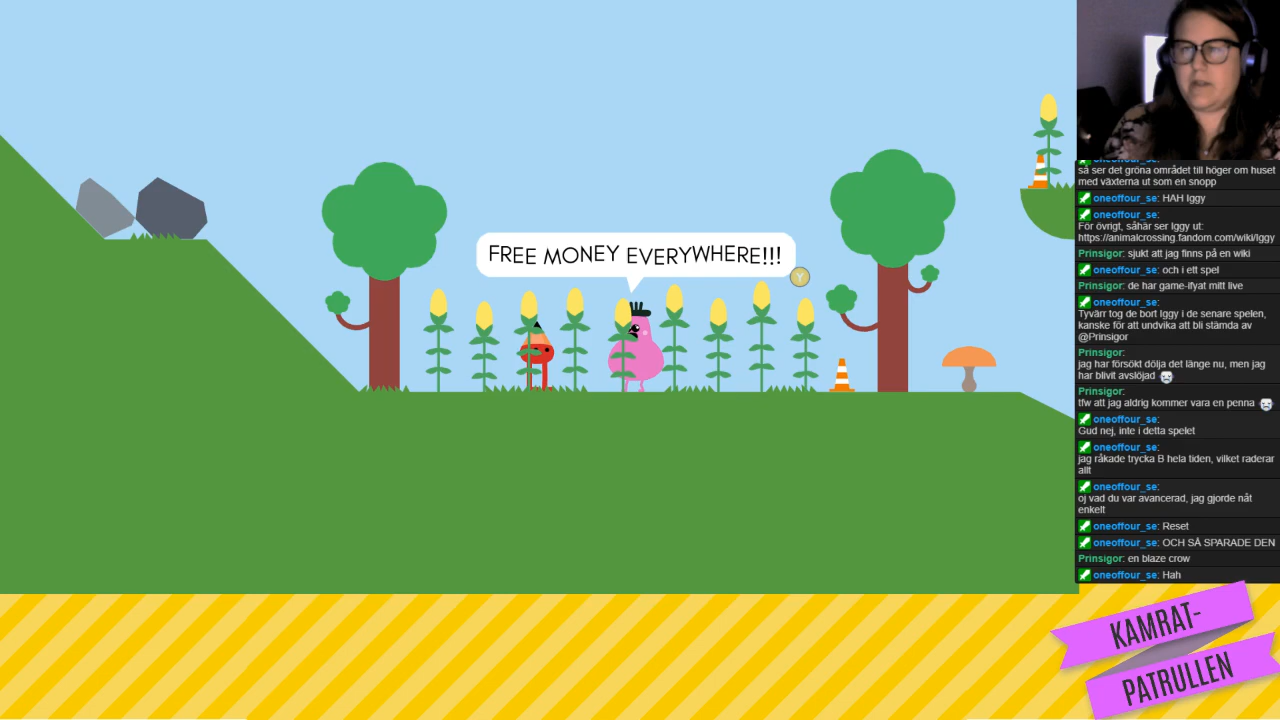 FREE MONEY EVERYWHERE!!!
Y
så ser det gröna området till höger om huset
med växterna ut som en snopp
oneoffour_se: HAH Iggy
oneoffour_se:
För övrigt, såhär ser Iggy ut:
https://animalcrossing.fandom.com/wiki/Iggy
Prinsigor: sjukt att jag finns på en wiki
oneoffour_se: och i ett spel
Prinsigor: de har game-ifyat mitt live
oneoffour_se:
Tyvärr tog de bort Iggy i de senare spelen,
kanske för att undvika att bli stämda av
@Prinsigor
Prinsigor:
jag har försökt dölja det länge nu, men jag
har blivit avslöjad
Prinsigor:
tfw att jag aldrig kommer vara en penna
oneoffour_se:
Gud nej, inte i detta spelet
oneoffour_se:
jag råkade trycka B hela tiden, vilket raderar
allt
oneoffour_se:
oj vad du var avancerad, jag gjorde nåt
enkelt
oneoffour_se: Reset
oneoffour_se: OCH SÅ SPARADE DEN
Prinsigor: en blaze crow
oneoffour_se: Hah
KAMRAT-
PATRULLEN